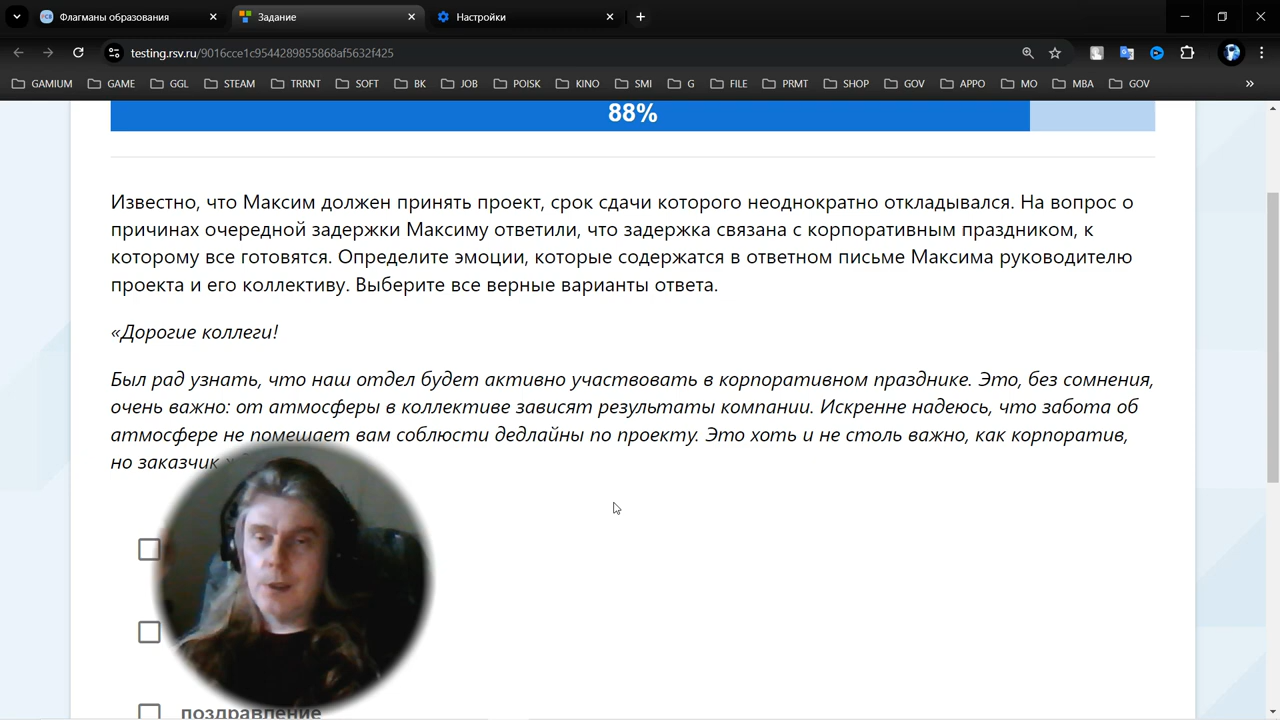 Флагманы образования
Задание
Настройки
testing.rsv.ru/9016cce1c9544289855868af5632f425
GAMIUM GAME GGL STEAM TRRNT SOFT BK JOB POISK KINO SMI G FILE PRMT SHOP GOV APPO MO MBA GOV
88%
Известно, что Максим должен принять проект, срок сдачи которого неоднократно откладывался. На вопрос о
причинах очередной задержки Максиму ответили, что задержка связана с корпоративным праздником, к
которому все готовятся. Определите эмоции, которые содержатся в ответном письме Максима руководителю
проекта и его коллективу. Выберите все верные варианты ответа.
«Дорогие коллеги!
Был рад узнать, что наш отдел будет активно участвовать в корпоративном празднике. Это, без сомнения,
очень важно: от атмосферы в коллективе зависят результаты компании. Искренне надеюсь, что забота об
атмосфере не помешает вам соблюсти дедлайны по проекту. Это хоть и не столь важно, как корпоратив,
но заказчик
поздравление